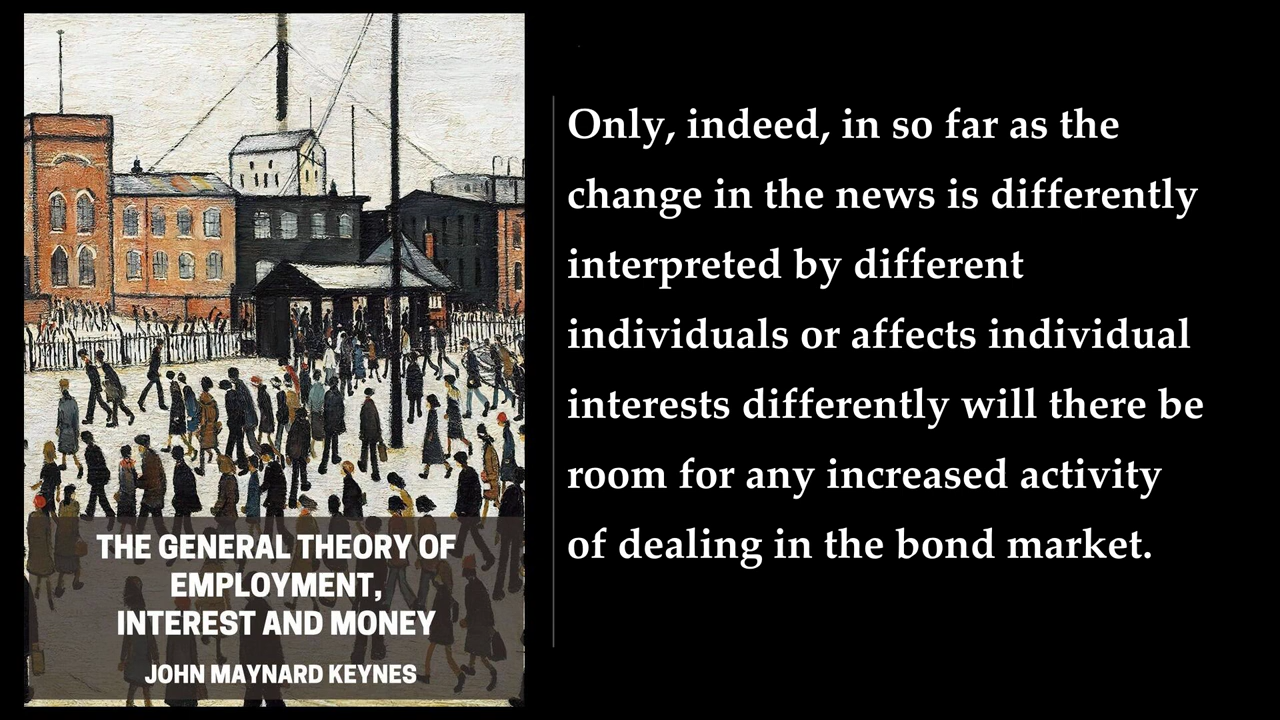 THE GENERAL THEORY OF
EMPLOYMENT,
INTEREST AND MONEY
JOHN MAYNARD KEYNES
Only, indeed, in so far as the
change in the news is differently
interpreted by different
individuals or affects individual
interests differently will there be
room for any increased activity
of dealing in the bond market.